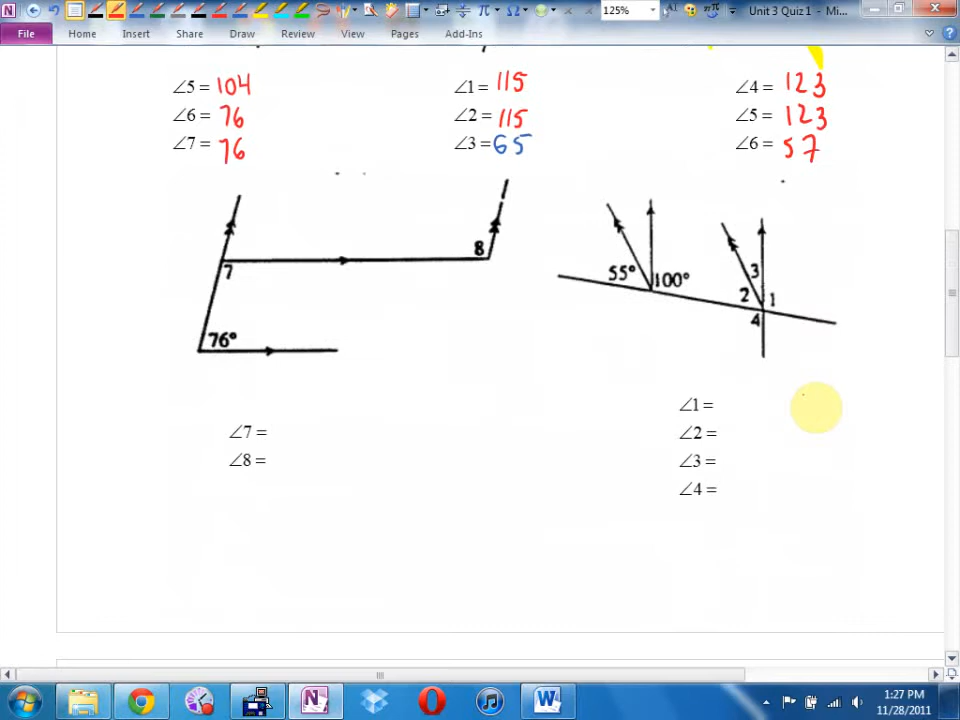 125%
Unit 3 Quiz 1 - Mi...
File Home Insert Share Draw Review View Pages Add-Ins
∠5 = 104
∠6 = 76
∠7 = 76
∠1 = 115
∠2 = 115
∠3 = 65
∠4 = 123
∠5 = 123
∠6 = 57
7
8
76°
55°
100°
3
2
1
4
∠7 =
∠8 =
∠1 =
∠2 =
∠3 =
∠4 =
1:27 PM
11/28/2011